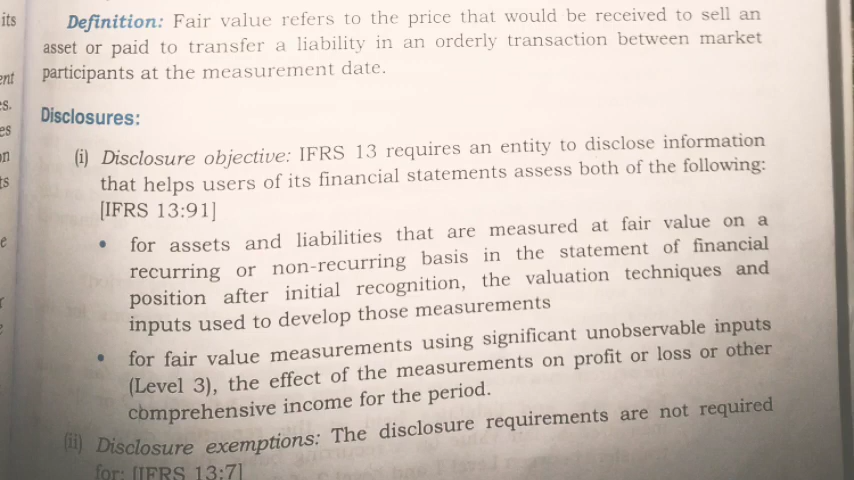 its
Definition: Fair value refers to the price that would be received to sell an
asset or paid to transfer a liability in an orderly transaction between market
participants at the measurement date.
ent
es.
es
on
ts
e
Disclosures:
(i) Disclosure objective: IFRS 13 requires an entity to disclose information
that helps users of its financial statements assess both of the following:
[IFRS 13:91]
• for assets and liabilities that are measured at fair value on a
recurring or non-recurring basis in the statement of financial
position after initial recognition, the valuation techniques and
inputs used to develop those measurements
• for fair value measurements using significant unobservable inputs
(Level 3), the effect of the measurements on profit or loss or other
comprehensive income for the period.
(ii) Disclosure exemptions: The disclosure requirements are not required
for: [IFRS 13:7]